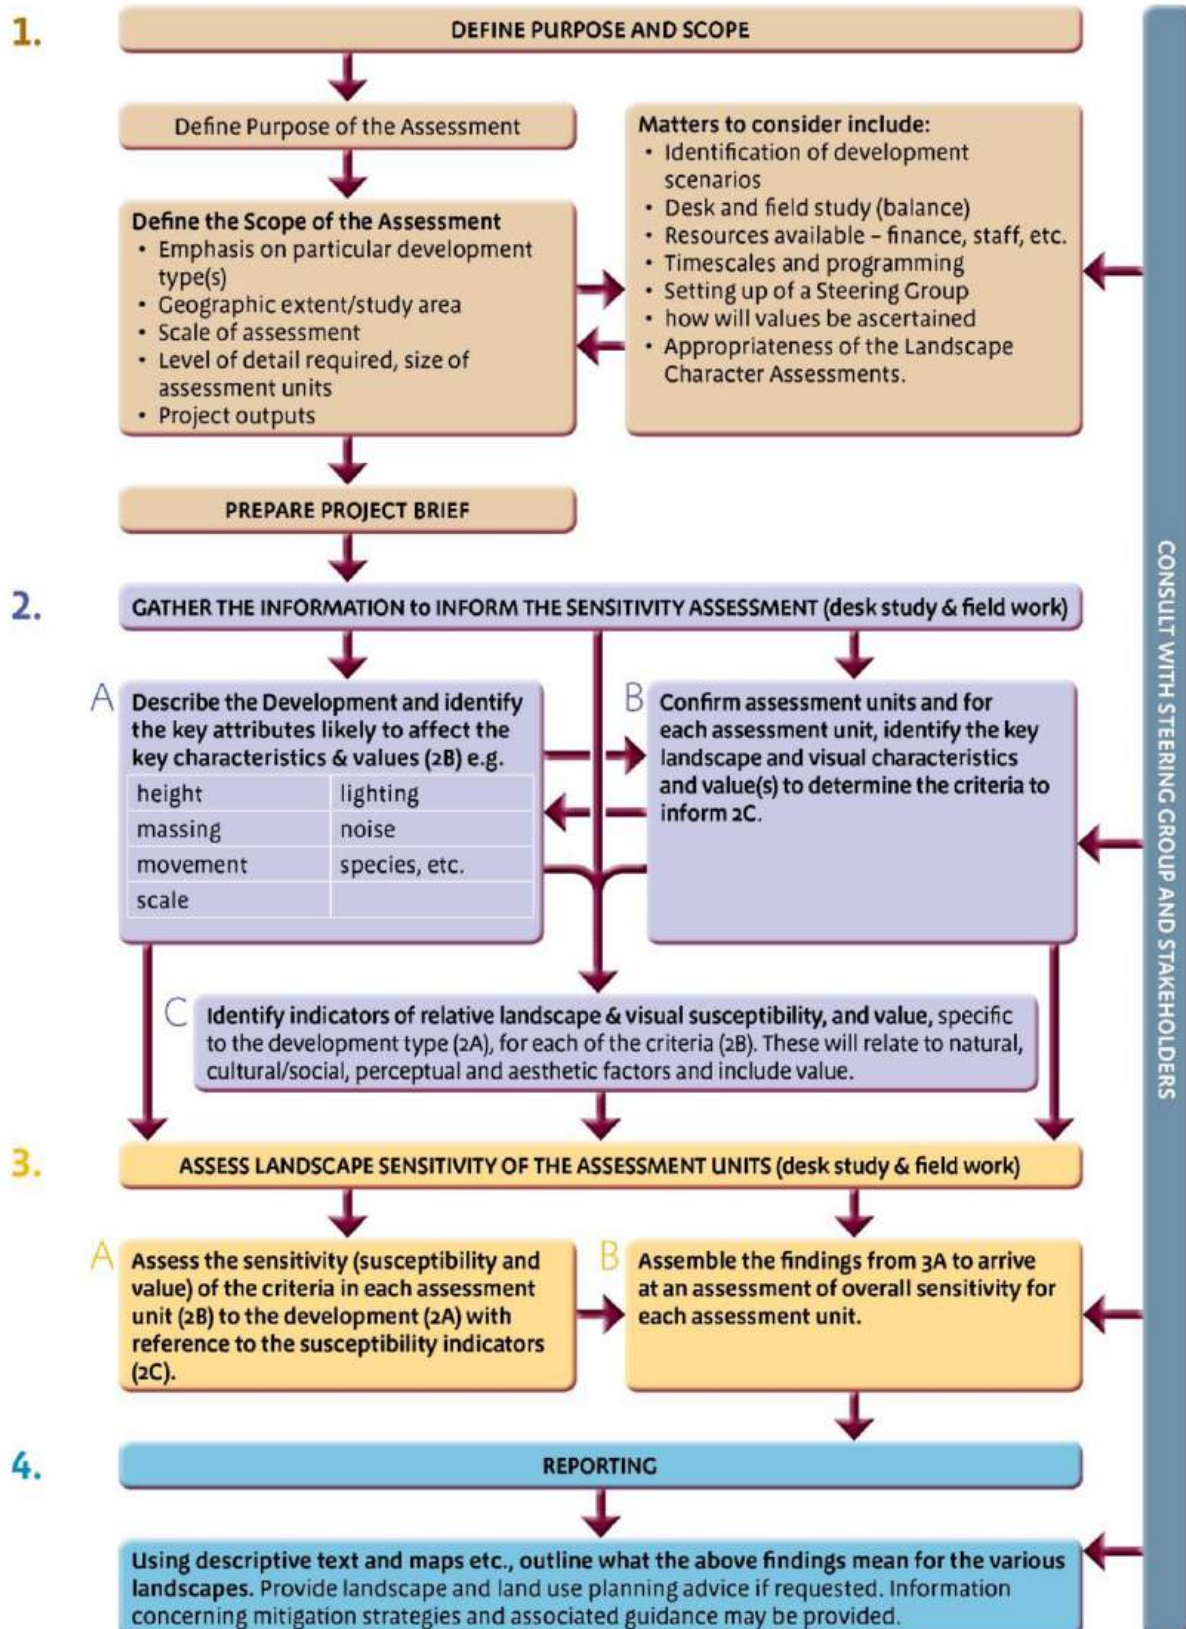 1.
DEFINE PURPOSE AND SCOPE
Define Purpose of the Assessment
Define the Scope of the Assessment
• Emphasis on particular development
type(s)
• Geographic extent/study area
• Scale of assessment
• Level of detail required, size of
assessment units
• Project outputs
Matters to consider include:
• Identification of development
scenarios
• Desk and field study (balance)
• Resources available – finance, staff, etc.
• Timescales and programming
• Setting up of a Steering Group
• how will values be ascertained
• Appropriateness of the Landscape
Character Assessments.
PREPARE PROJECT BRIEF
2.
GATHER THE INFORMATION to INFORM THE SENSITIVITY ASSESSMENT (desk study & field work)
A
Describe the Development and identify
the key attributes likely to affect the
key characteristics & values (2B) e.g.
height lighting
massing noise
movement species, etc.
scale
B
Confirm assessment units and for
each assessment unit, identify the key
landscape and visual characteristics
and value(s) to determine the criteria to
inform 2C.
C
Identify indicators of relative landscape & visual susceptibility, and value, specific
to the development type (2A), for each of the criteria (2B). These will relate to natural,
cultural/social, perceptual and aesthetic factors and include value.
3.
ASSESS LANDSCAPE SENSITIVITY OF THE ASSESSMENT UNITS (desk study & field work)
A
Assess the sensitivity (susceptibility and
value) of the criteria in each assessment
unit (2B) to the development (2A) with
reference to the susceptibility indicators
(2C).
B
Assemble the findings from 3A to arrive
at an assessment of overall sensitivity for
each assessment unit.
4.
REPORTING
Using descriptive text and maps etc., outline what the above findings mean for the various
landscapes. Provide landscape and land use planning advice if requested. Information
concerning mitigation strategies and associated guidance may be provided.
CONSULT WITH STEERING GROUP AND STAKEHOLDERS